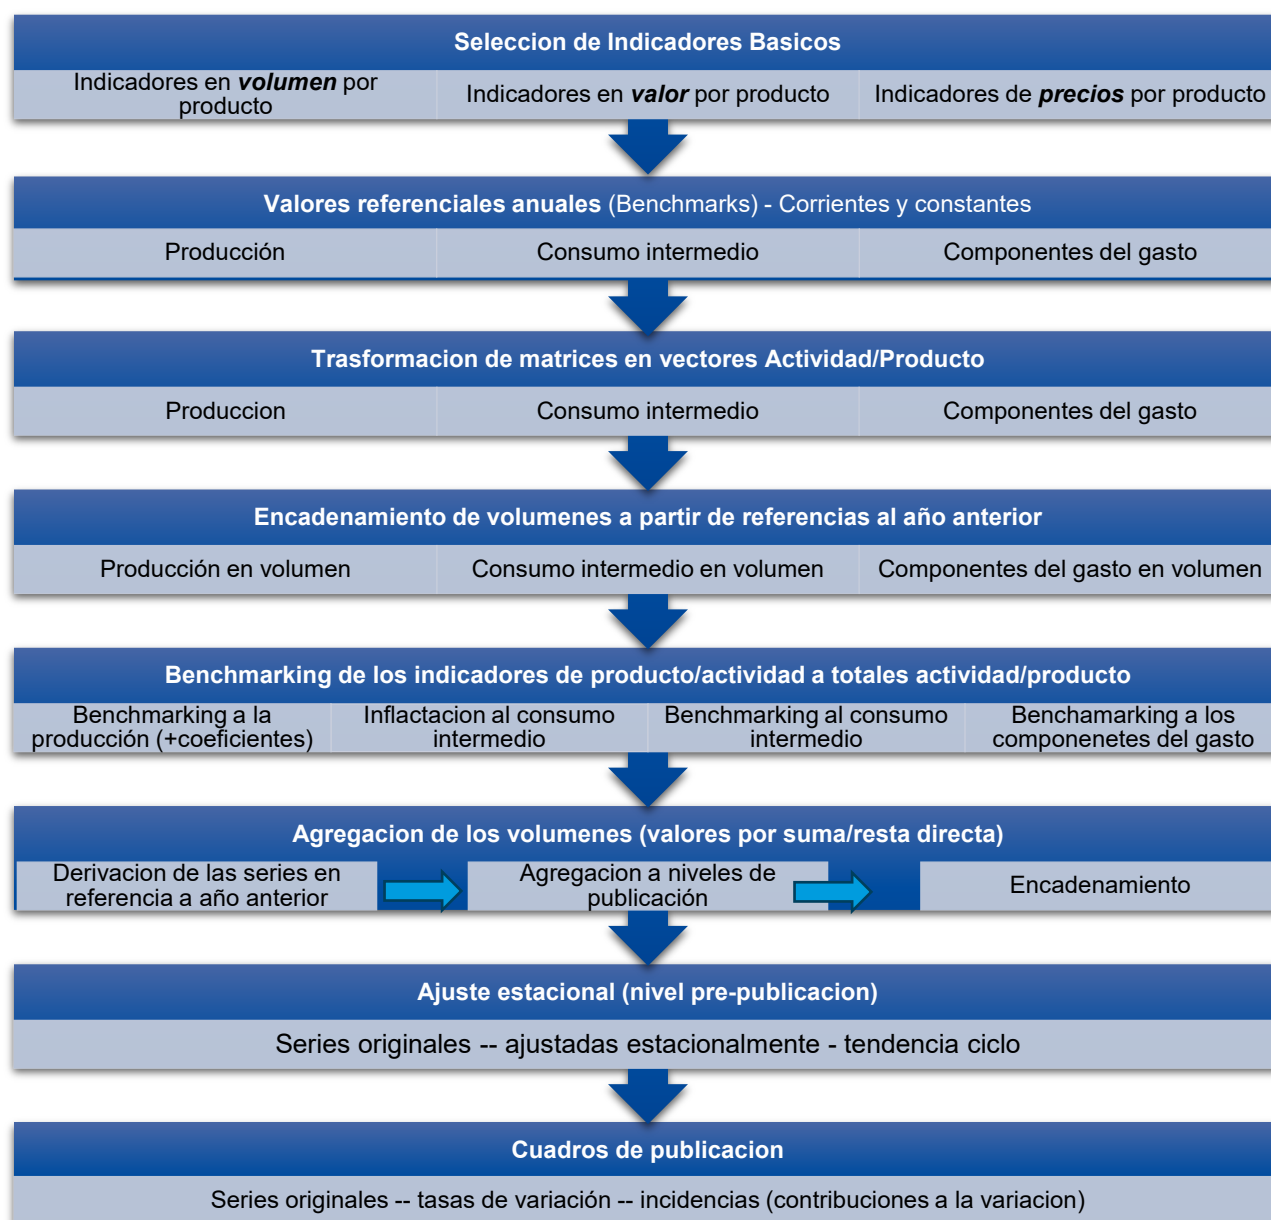 Seleccion de Indicadores Basicos
Indicadores en volumen por
producto
Indicadores en valor por producto
Indicadores de precios por producto
Valores referenciales anuales (Benchmarks) - Corrientes y constantes
Producción
Consumo intermedio
Componentes del gasto
Trasformacion de matrices en vectores Actividad/Producto
Produccion
Consumo intermedio
Componentes del gasto
Encadenamiento de volumenes a partir de referencias al año anterior
Producción en volumen
Consumo intermedio en volumen
Componentes del gasto en volumen
Benchmarking de los indicadores de producto/actividad a totales actividad/producto
Benchmarking a la
producción (+coeficientes)
Inflactacion al consumo
intermedio
Benchmarking al consumo
intermedio
Benchamarking a los
componenetes del gasto
Agregacion de los volumenes (valores por suma/resta directa)
Derivacion de las series en
referencia a año anterior
Agregacion a niveles de
publicación
Encadenamiento
Ajuste estacional (nivel pre-publicacion)
Series originales -- ajustadas estacionalmente - tendencia ciclo
Cuadros de publicacion
Series originales -- tasas de variación -- incidencias (contribuciones a la variacion)